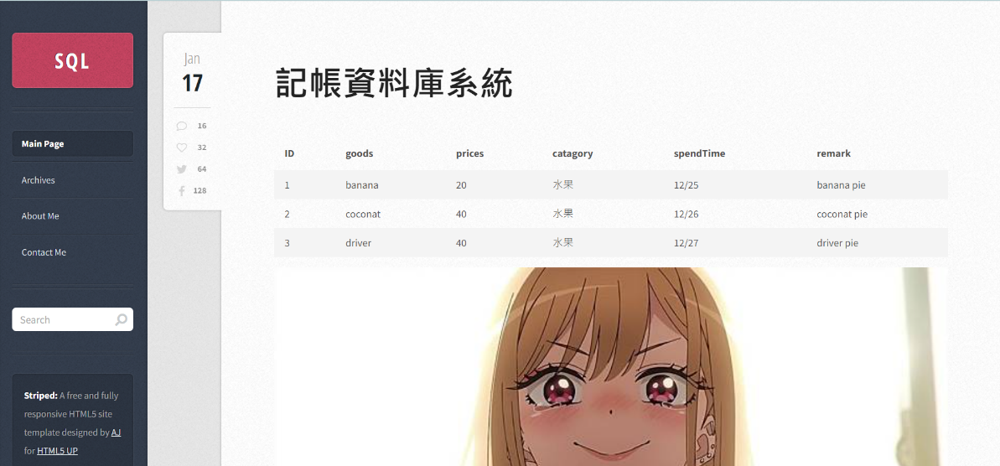 SQL
Main Page
Archives
About Me
Contact Me
Search
Striped: A free and fully
responsive HTML5 site
template designed by AJ
for HTML5 UP
Jan
17
16
32
64
128
記帳資料庫系統
ID goods prices catagory spendTime remark
1 banana 20 水果 12/25 banana pie
2 coconat 40 水果 12/26 coconat pie
3 driver 40 水果 12/27 driver pie